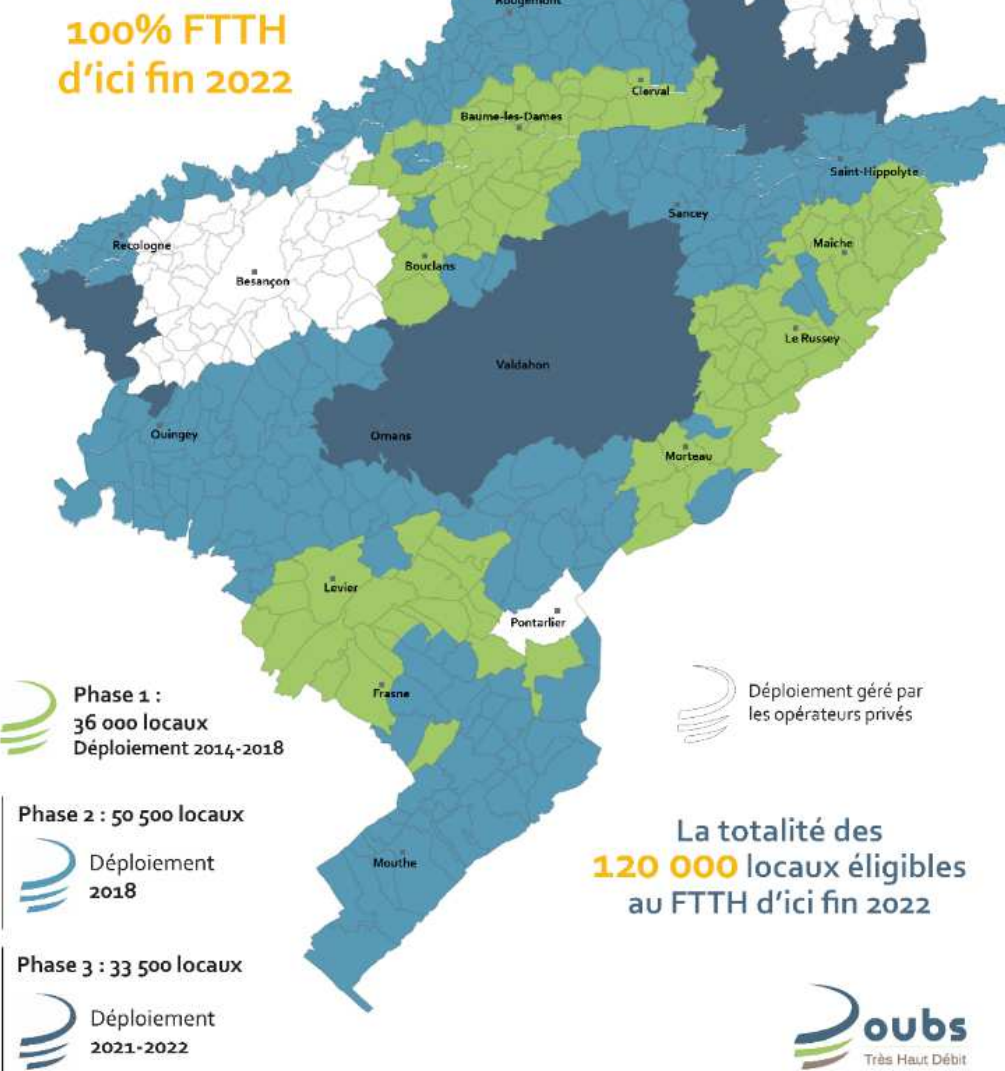 Rougemont
100% FTTH
d'ici fin 2022
Clerval
Baume-les-Dames
Saint-Hippolyte
Sancey
Recologne
Maiche
Bouclans
Besançon
Le Russey
Valdahon
Quingey
Ornans
Morteau
Levier
Pontarlier
Frasne
Phase 1 :
36 000 locaux
Déploiement 2014-2018
Déploiement géré par
les opérateurs privés
Phase 2 : 50 500 locaux
Déploiement
2018
Mouthe
La totalité des
120 000 locaux éligibles
au FTTH d'ici fin 2022
Phase 3 : 33 500 locaux
Déploiement
2021-2022
Doubs
Très Haut Débit